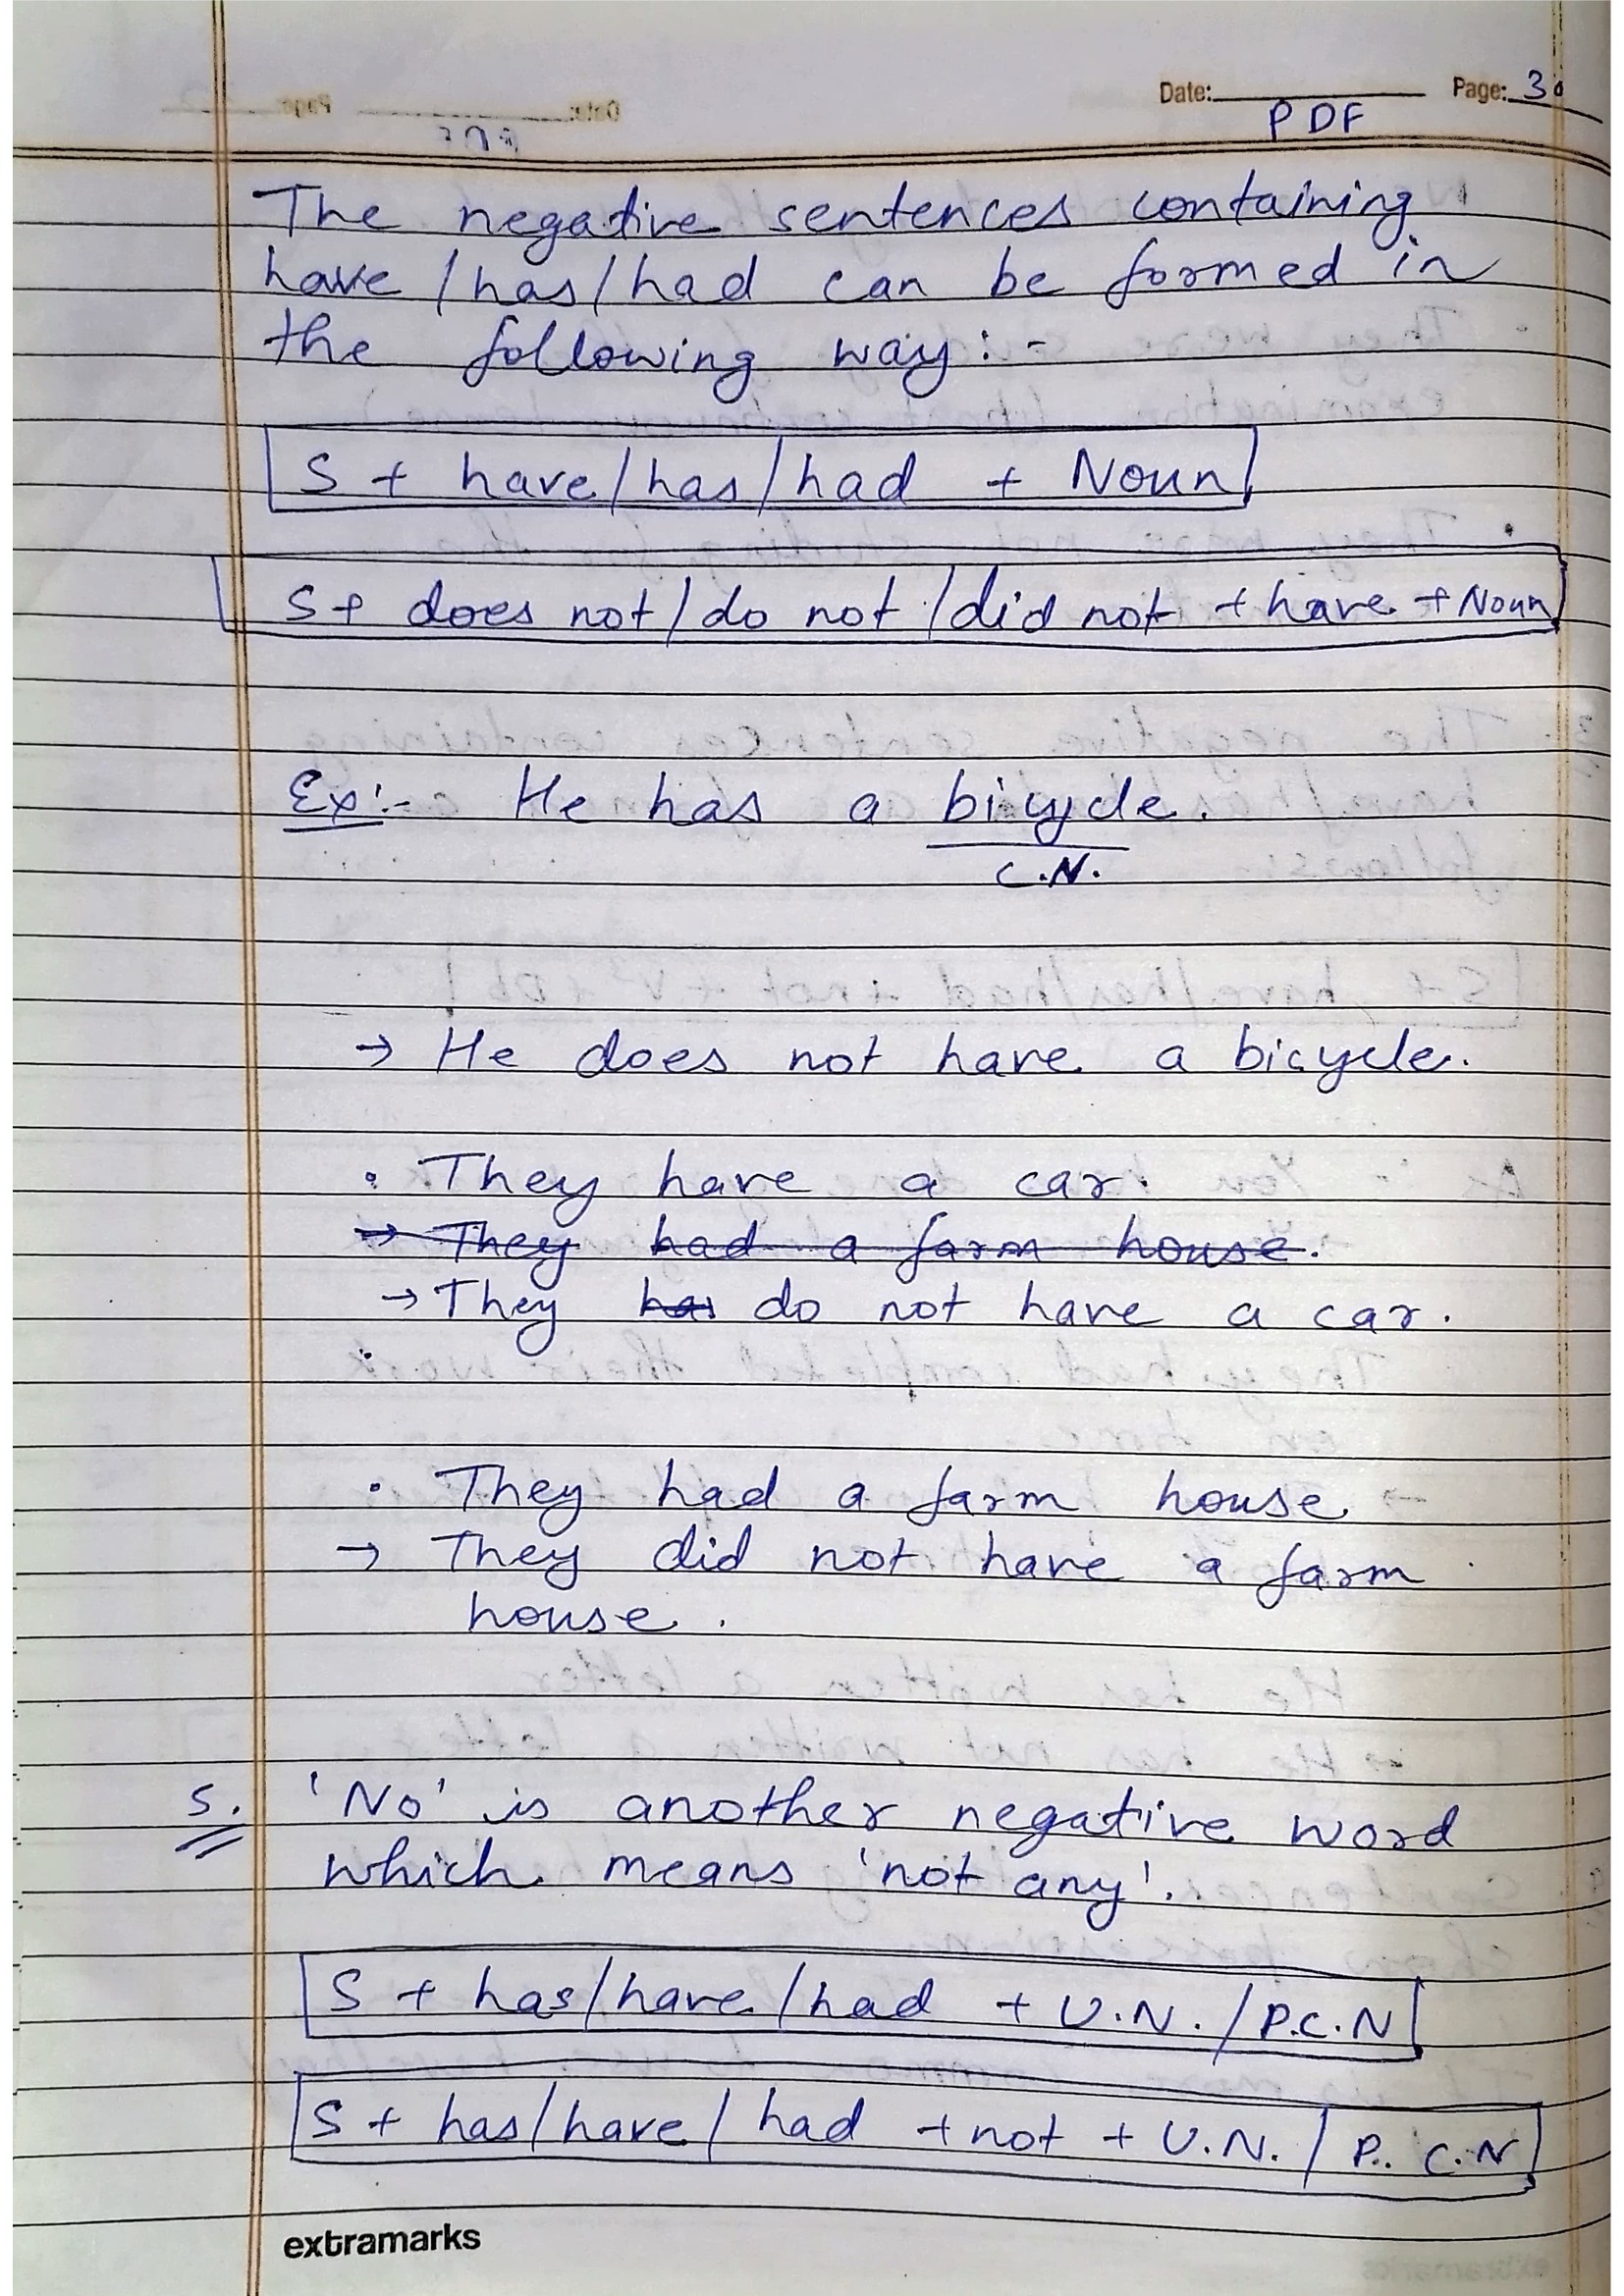 Date: Page: 30
PDF
The negative sentences containing
have / has / had can be formed in
the following way :-
S + have / has / had + Noun
S + does not / do not / did not + have + Noun
Ex:- He has a bicycle.
C.N.
→ He does not have a bicycle.
• They have a car.
→ They had a farm house.
→ They has do not have a car.
• They had a farm house.
→ They did not have a farm
house.
5. 'No' is another negative word
which means 'not any'.
S + has / have / had + U.N. / P.C.N
S + has / have / had + not + U.N. / P.C.N
extramarks